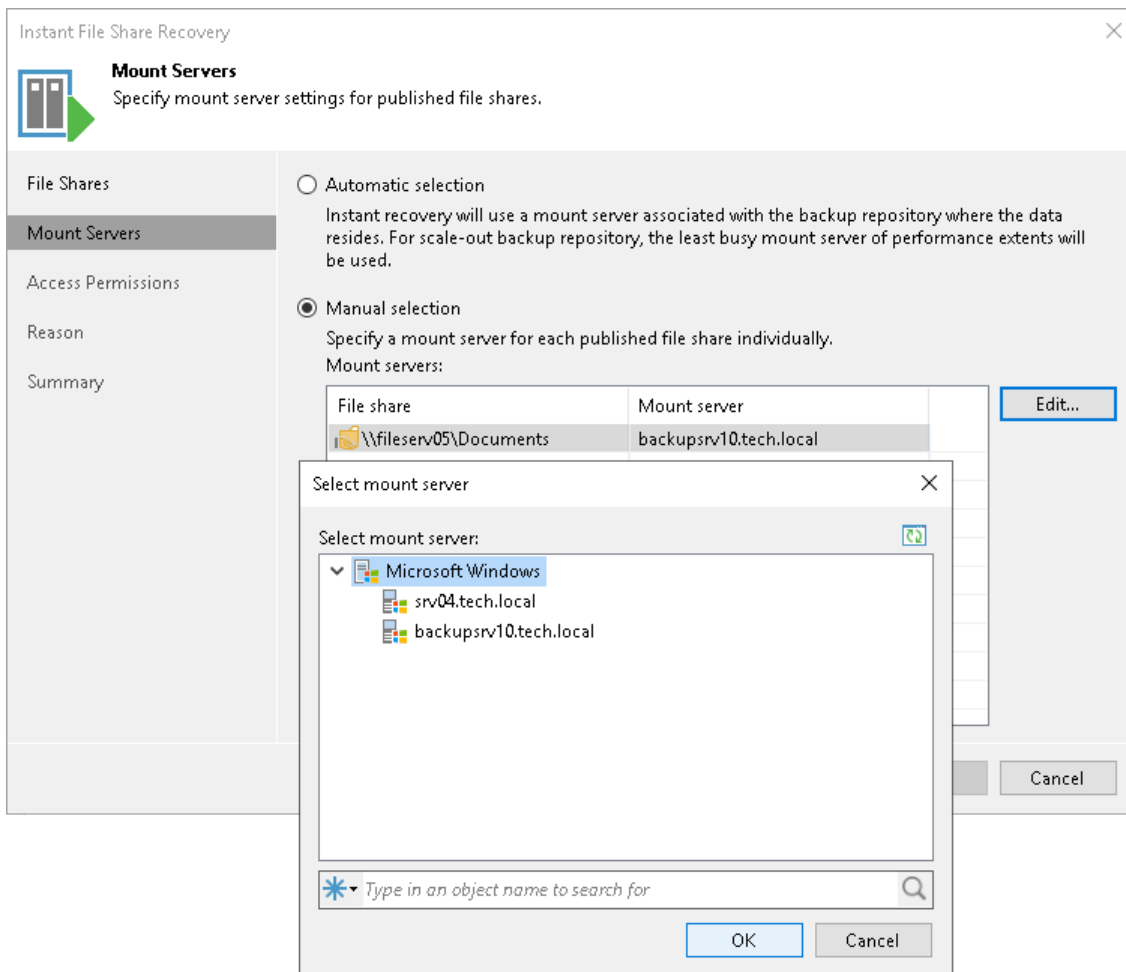 Instant File Share Recovery
Mount Servers
Specify mount server settings for published file shares.
File Shares
Mount Servers
Access Permissions
Reason
Summary
Automatic selection
Instant recovery will use a mount server associated with the backup repository where the data
resides. For scale-out backup repository, the least busy mount server of performance extents will
be used.
Manual selection
Specify a mount server for each published file share individually.
Mount servers:
File share Mount server
\\fileserv05\Documents backupsrv10.tech.local
Edit...
Select mount server
Select mount server:
Microsoft Windows
srv04.tech.local
backupsrv10.tech.local
Type in an object name to search for
OK Cancel
Cancel